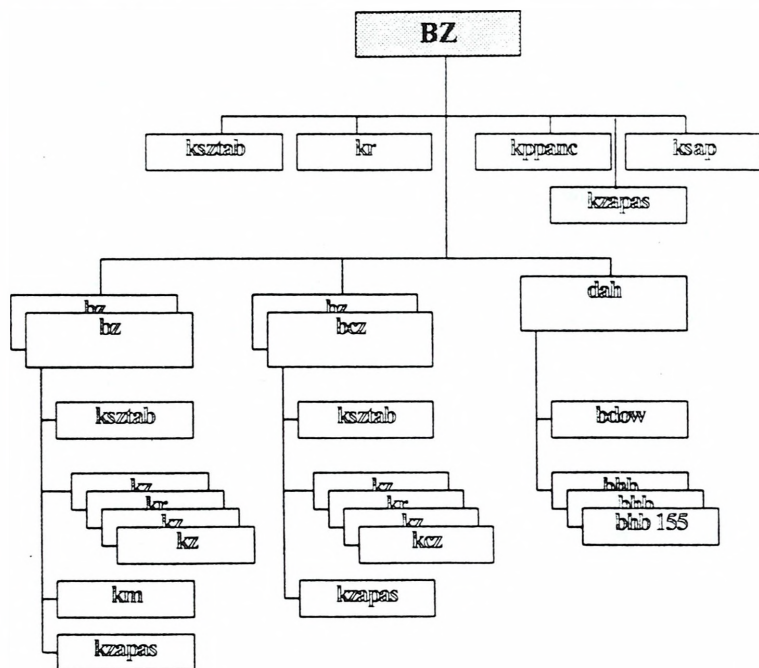 BZ
ksztab kr kppanc ksap
kzapas
bz bz dah
bz bcz
ksztab ksztab bdow
kz kz bhb
kr kr bhb
kz kz bhb 155
kz kcz
km kzapas
kzapas